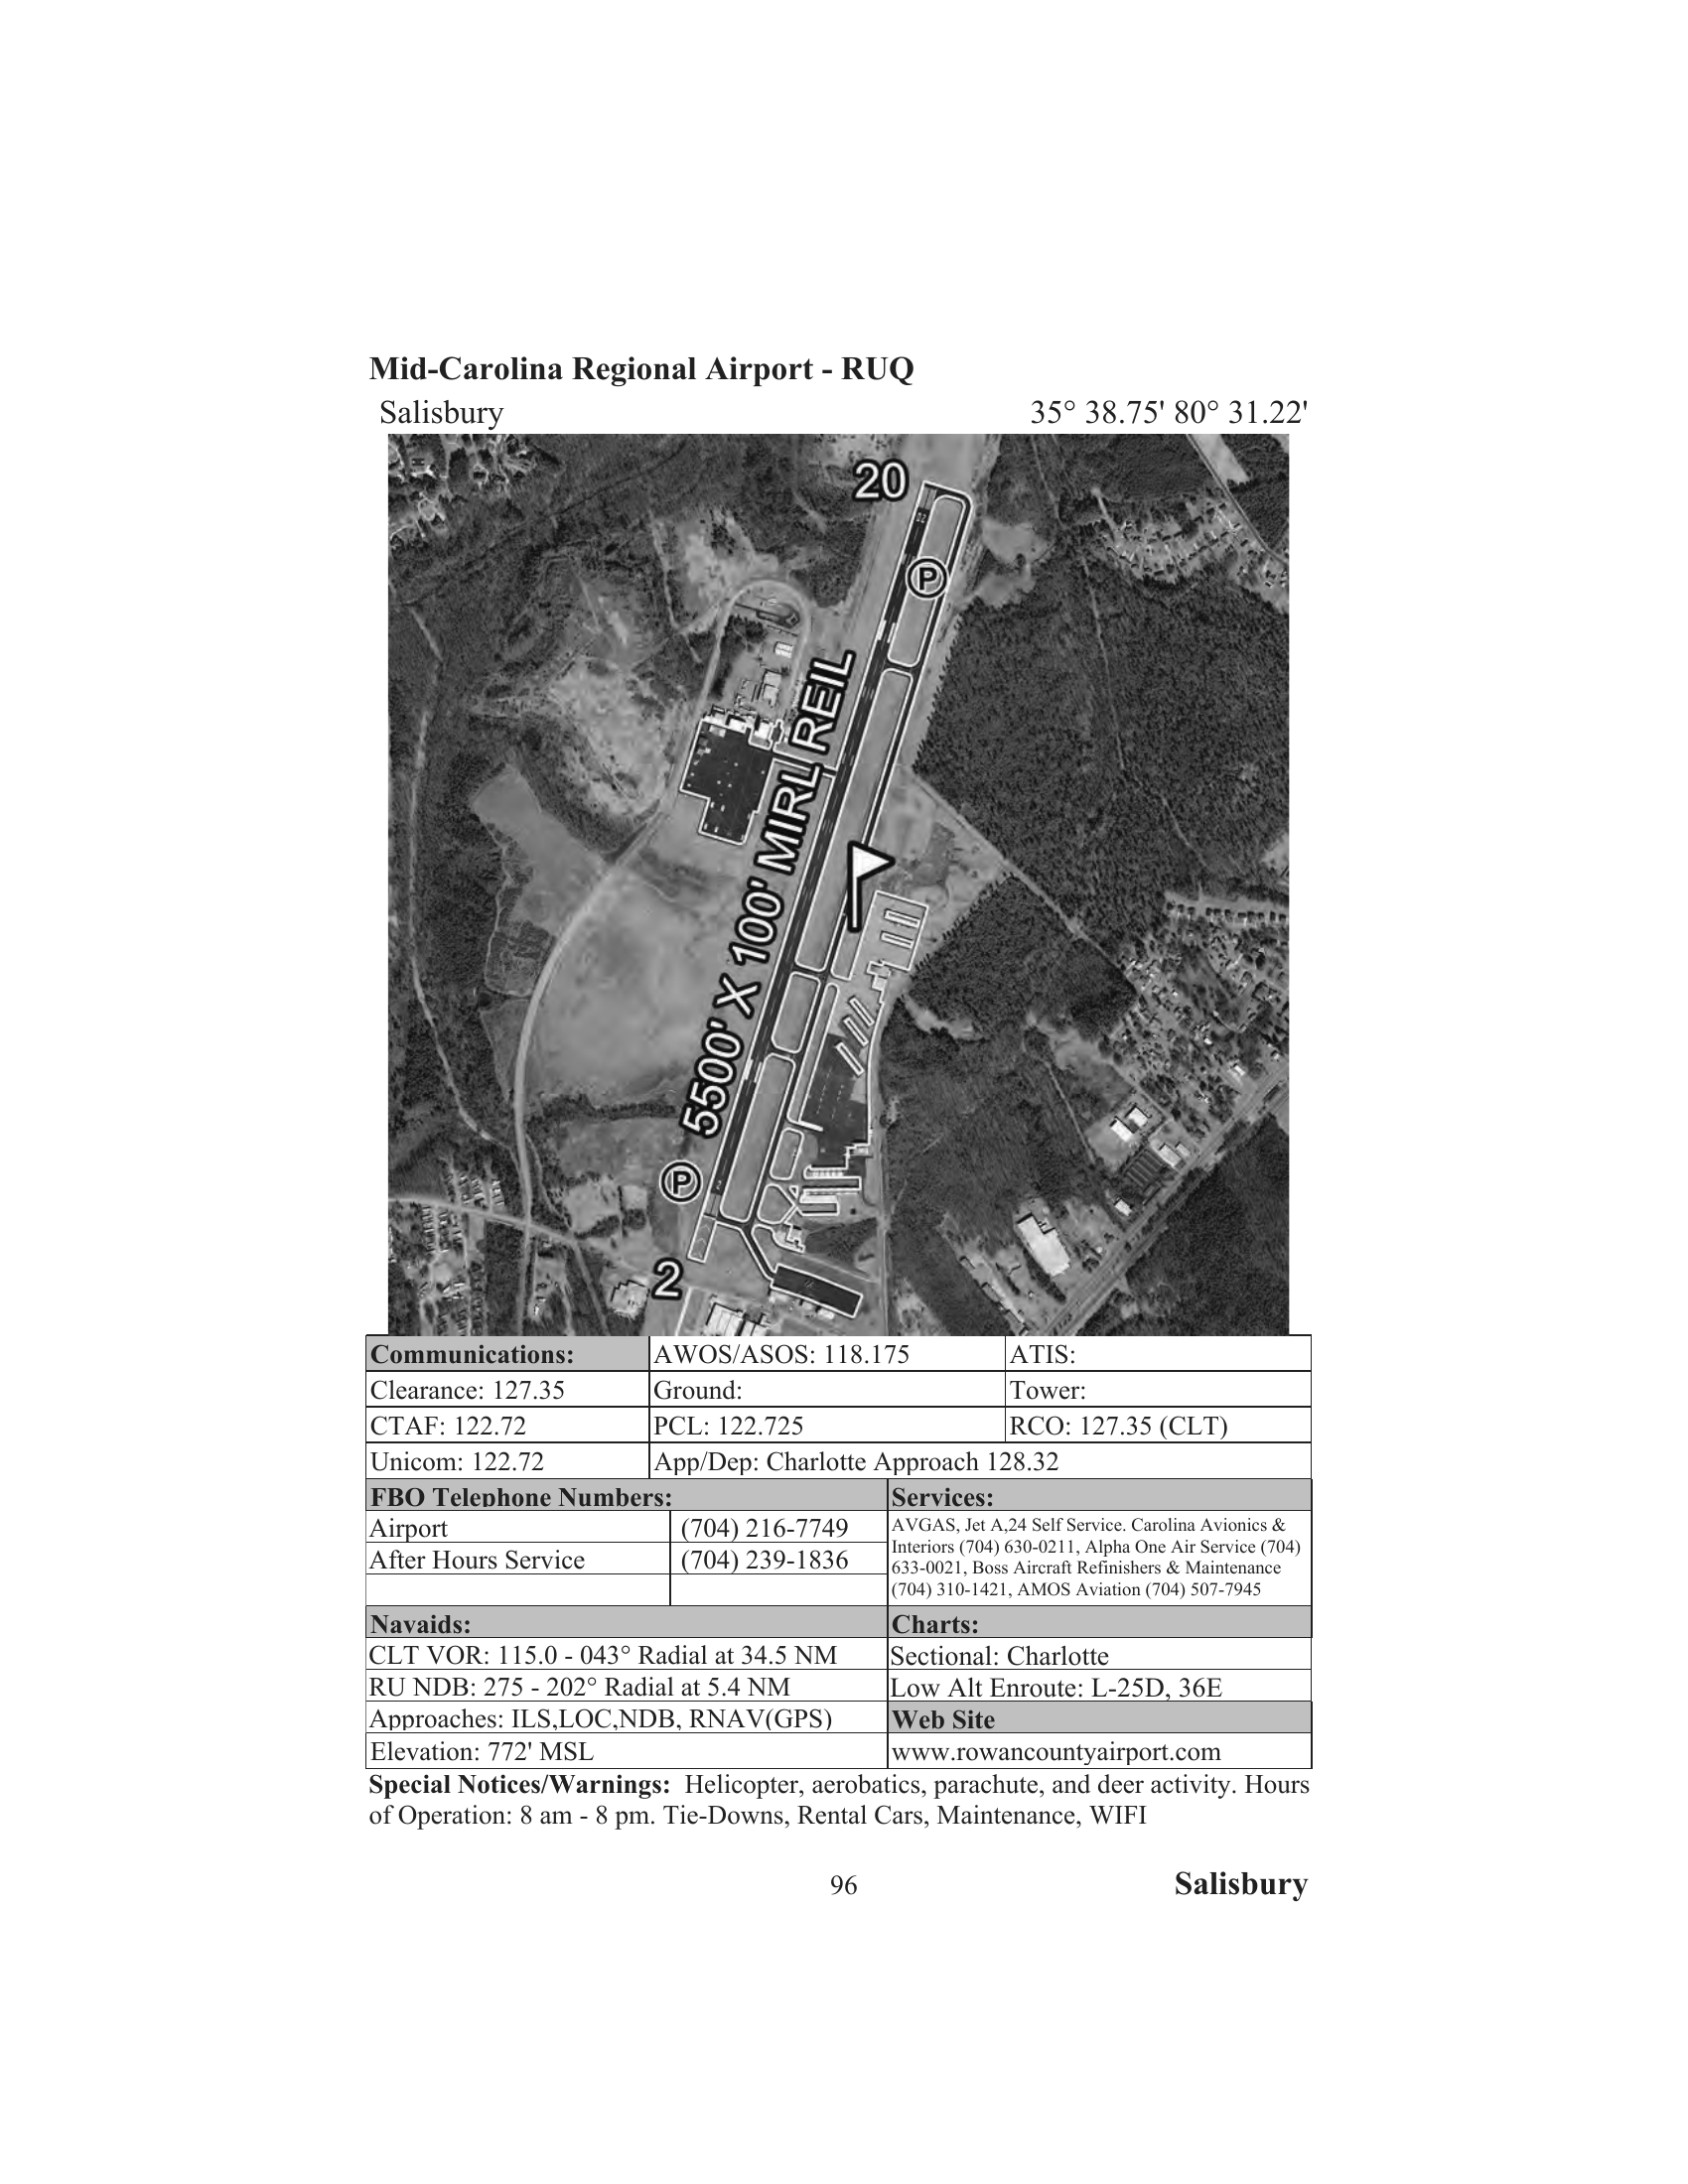 Mid-Carolina Regional Airport - RUQ
Salisbury 35° 38.75' 80° 31.22'
20
P
5500' X 100' MIRL REIL
P
2
Communications: AWOS/ASOS: 118.175 ATIS:
Clearance: 127.35 Ground: Tower:
CTAF: 122.72 PCL: 122.725 RCO: 127.35 (CLT)
Unicom: 122.72 App/Dep: Charlotte Approach 128.32
FBO Telephone Numbers: Services:
Airport (704) 216-7749
After Hours Service (704) 239-1836
AVGAS, Jet A,24 Self Service. Carolina Avionics &
Interiors (704) 630-0211, Alpha One Air Service (704)
633-0021, Boss Aircraft Refinishers & Maintenance
(704) 310-1421, AMOS Aviation (704) 507-7945
Navaids: Charts:
CLT VOR: 115.0 - 043° Radial at 34.5 NM Sectional: Charlotte
RU NDB: 275 - 202° Radial at 5.4 NM Low Alt Enroute: L-25D, 36E
Approaches: ILS,LOC,NDB, RNAV(GPS) Web Site
Elevation: 772' MSL www.rowancountyairport.com
Special Notices/Warnings: Helicopter, aerobatics, parachute, and deer activity. Hours
of Operation: 8 am - 8 pm. Tie-Downs, Rental Cars, Maintenance, WIFI
96 Salisbury